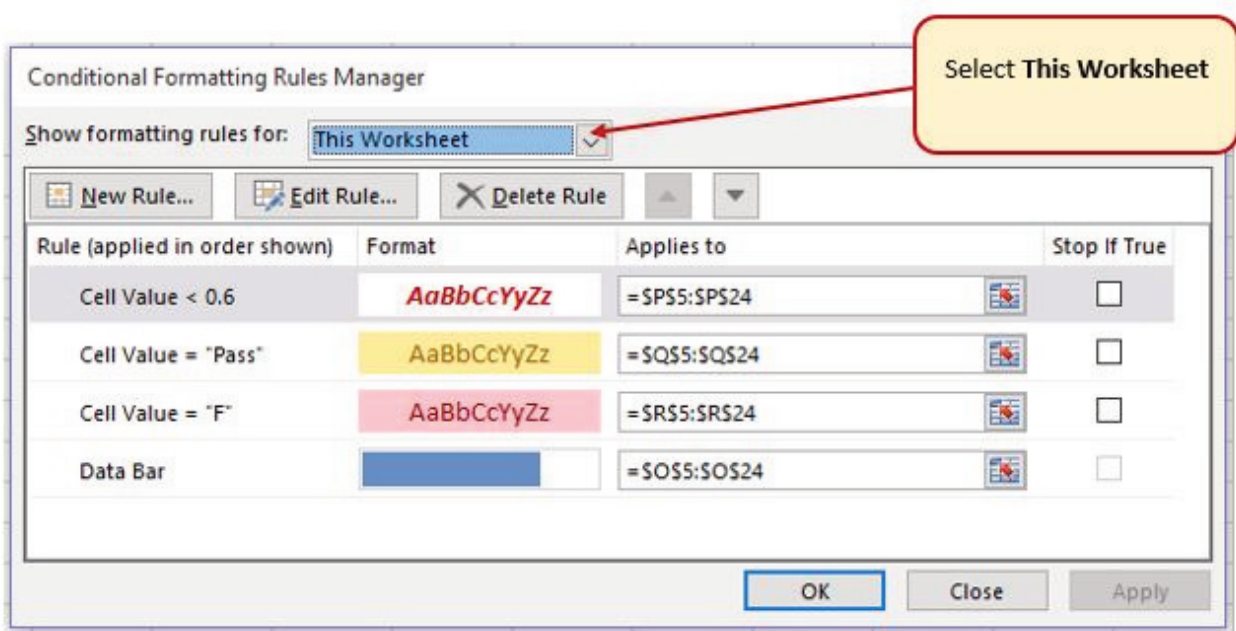 Select This Worksheet
Conditional Formatting Rules Manager
Show formatting rules for: This Worksheet
New Rule... Edit Rule... Delete Rule
Rule (applied in order shown) Format Applies to Stop If True
Cell Value < 0.6 AaBbCcYyZz =$P$5:$P$24
Cell Value = "Pass" AaBbCcYyZz =$Q$5:$Q$24
Cell Value = "F" AaBbCcYyZz =$R$5:$R$24
Data Bar =$O$5:$O$24
OK Close Apply